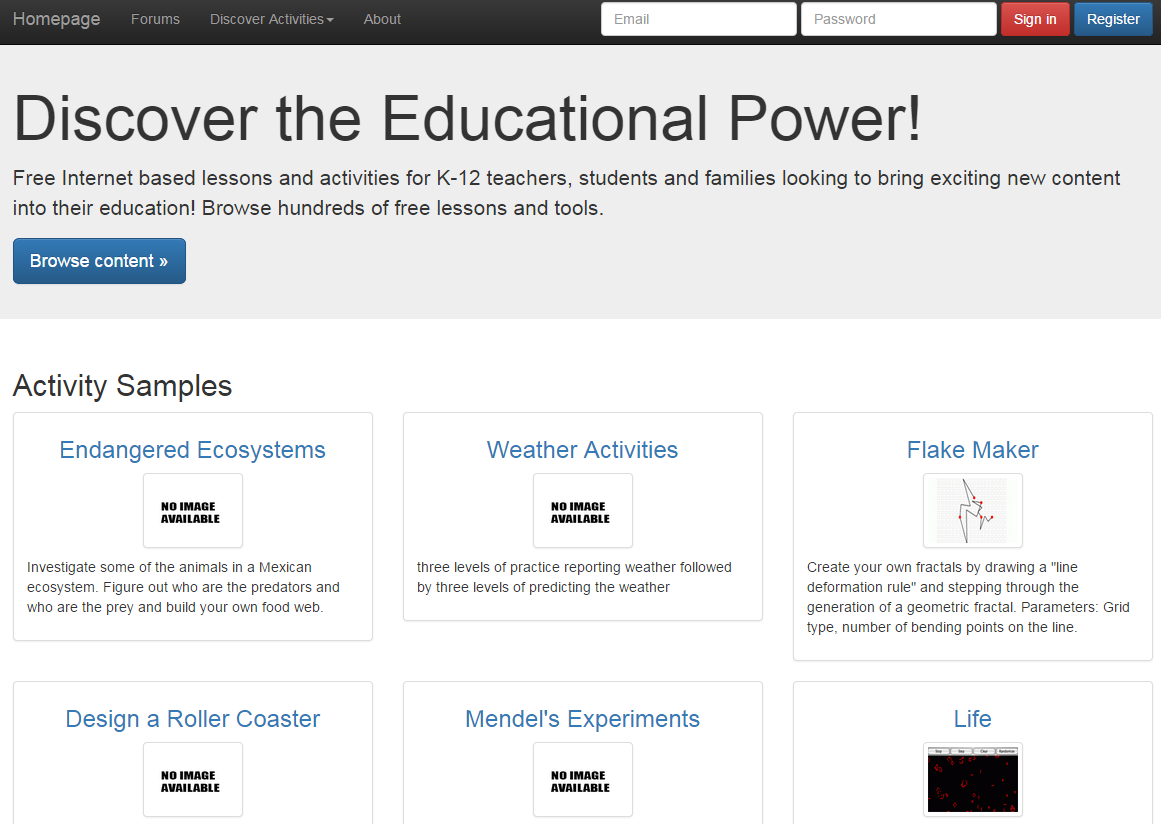 Homepage Forums Discover Activities About Email Password Sign in Register
Discover the Educational Power!
Free Internet based lessons and activities for K-12 teachers, students and families looking to bring exciting new content
into their education! Browse hundreds of free lessons and tools.
Browse content »
Activity Samples
Endangered Ecosystems
NO IMAGE
AVAILABLE
Investigate some of the animals in a Mexican
ecosystem. Figure out who are the predators and
who are the prey and build your own food web.
Weather Activities
NO IMAGE
AVAILABLE
three levels of practice reporting weather followed
by three levels of predicting the weather
Flake Maker
Create your own fractals by drawing a "line
deformation rule" and stepping through the
generation of a geometric fractal. Parameters: Grid
type, number of bending points on the line.
Design a Roller Coaster
NO IMAGE
AVAILABLE
Mendel's Experiments
NO IMAGE
AVAILABLE
Life
Step Clear Randomize